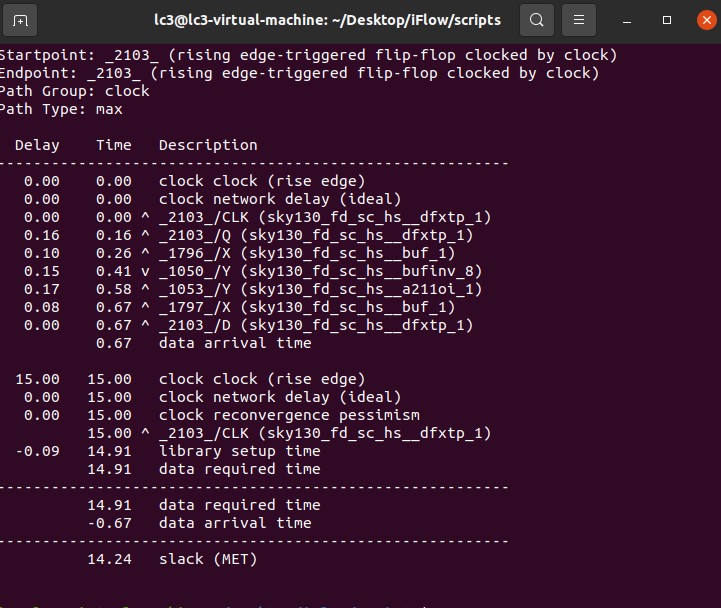 lc3@lc3-virtual-machine: ~/Desktop/iFlow/scripts
Startpoint: _2103_ (rising edge-triggered flip-flop clocked by clock)
Endpoint: _2103_ (rising edge-triggered flip-flop clocked by clock)
Path Group: clock
Path Type: max
Delay Time Description
---------------------------------------------------------
0.00 0.00 clock clock (rise edge)
0.00 0.00 clock network delay (ideal)
0.00 0.00 ^ _2103_/CLK (sky130_fd_sc_hs__dfxtp_1)
0.16 0.16 ^ _2103_/Q (sky130_fd_sc_hs__dfxtp_1)
0.10 0.26 ^ _1796_/X (sky130_fd_sc_hs__buf_1)
0.15 0.41 v _1050_/Y (sky130_fd_sc_hs__bufinv_8)
0.17 0.58 ^ _1053_/Y (sky130_fd_sc_hs__a211oi_1)
0.08 0.67 ^ _1797_/X (sky130_fd_sc_hs__buf_1)
0.00 0.67 ^ _2103_/D (sky130_fd_sc_hs__dfxtp_1)
0.67 data arrival time
15.00 15.00 clock clock (rise edge)
0.00 15.00 clock network delay (ideal)
0.00 15.00 clock reconvergence pessimism
15.00 ^ _2103_/CLK (sky130_fd_sc_hs__dfxtp_1)
-0.09 14.91 library setup time
14.91 data required time
---------------------------------------------------------
14.91 data required time
-0.67 data arrival time
---------------------------------------------------------
14.24 slack (MET)